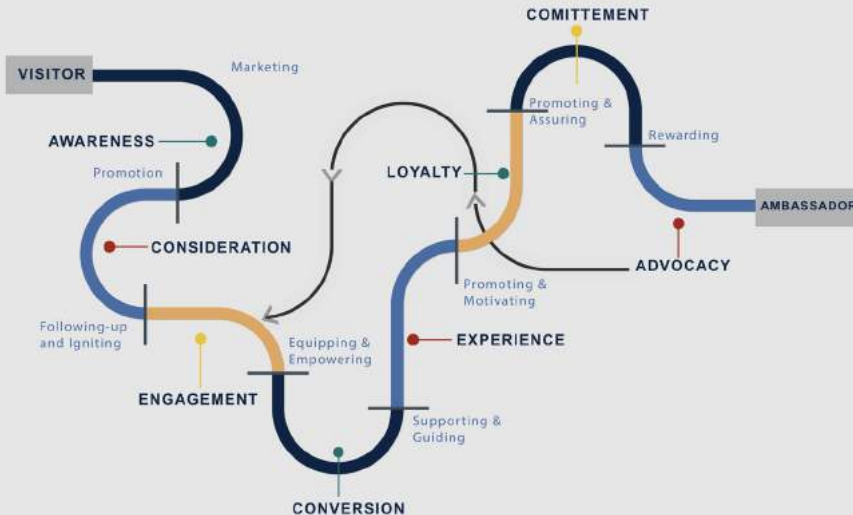 VISITOR
Marketing
AWARENESS
Promotion
CONSIDERATION
Following-up
and Igniting
ENGAGEMENT
Equipping &
Empowering
CONVERSION
Supporting &
Guiding
EXPERIENCE
Promoting &
Motivating
LOYALTY
Promoting &
Assuring
COMITTEMENT
Rewarding
ADVOCACY
AMBASSADOR